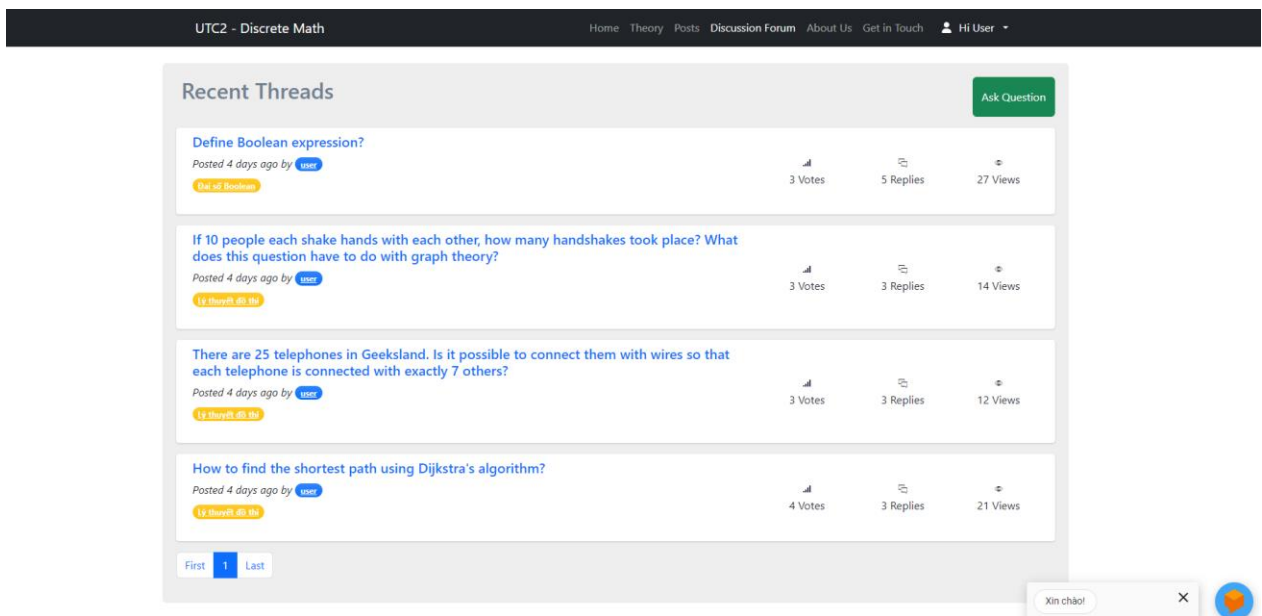 UTC2 - Discrete Math
Home Theory Posts Discussion Forum About Us Get in Touch Hi User
Recent Threads
Ask Question
Define Boolean expression?
Posted 4 days ago by user
Đại số Boolean
3 Votes
5 Replies
27 Views
If 10 people each shake hands with each other, how many handshakes took place? What
does this question have to do with graph theory?
Posted 4 days ago by user
Lý thuyết đồ thị
3 Votes
3 Replies
14 Views
There are 25 telephones in Geeksland. Is it possible to connect them with wires so that
each telephone is connected with exactly 7 others?
Posted 4 days ago by user
Lý thuyết đồ thị
3 Votes
3 Replies
12 Views
How to find the shortest path using Dijkstra's algorithm?
Posted 4 days ago by user
Lý thuyết đồ thị
4 Votes
3 Replies
21 Views
First 1 Last
Xin chào!